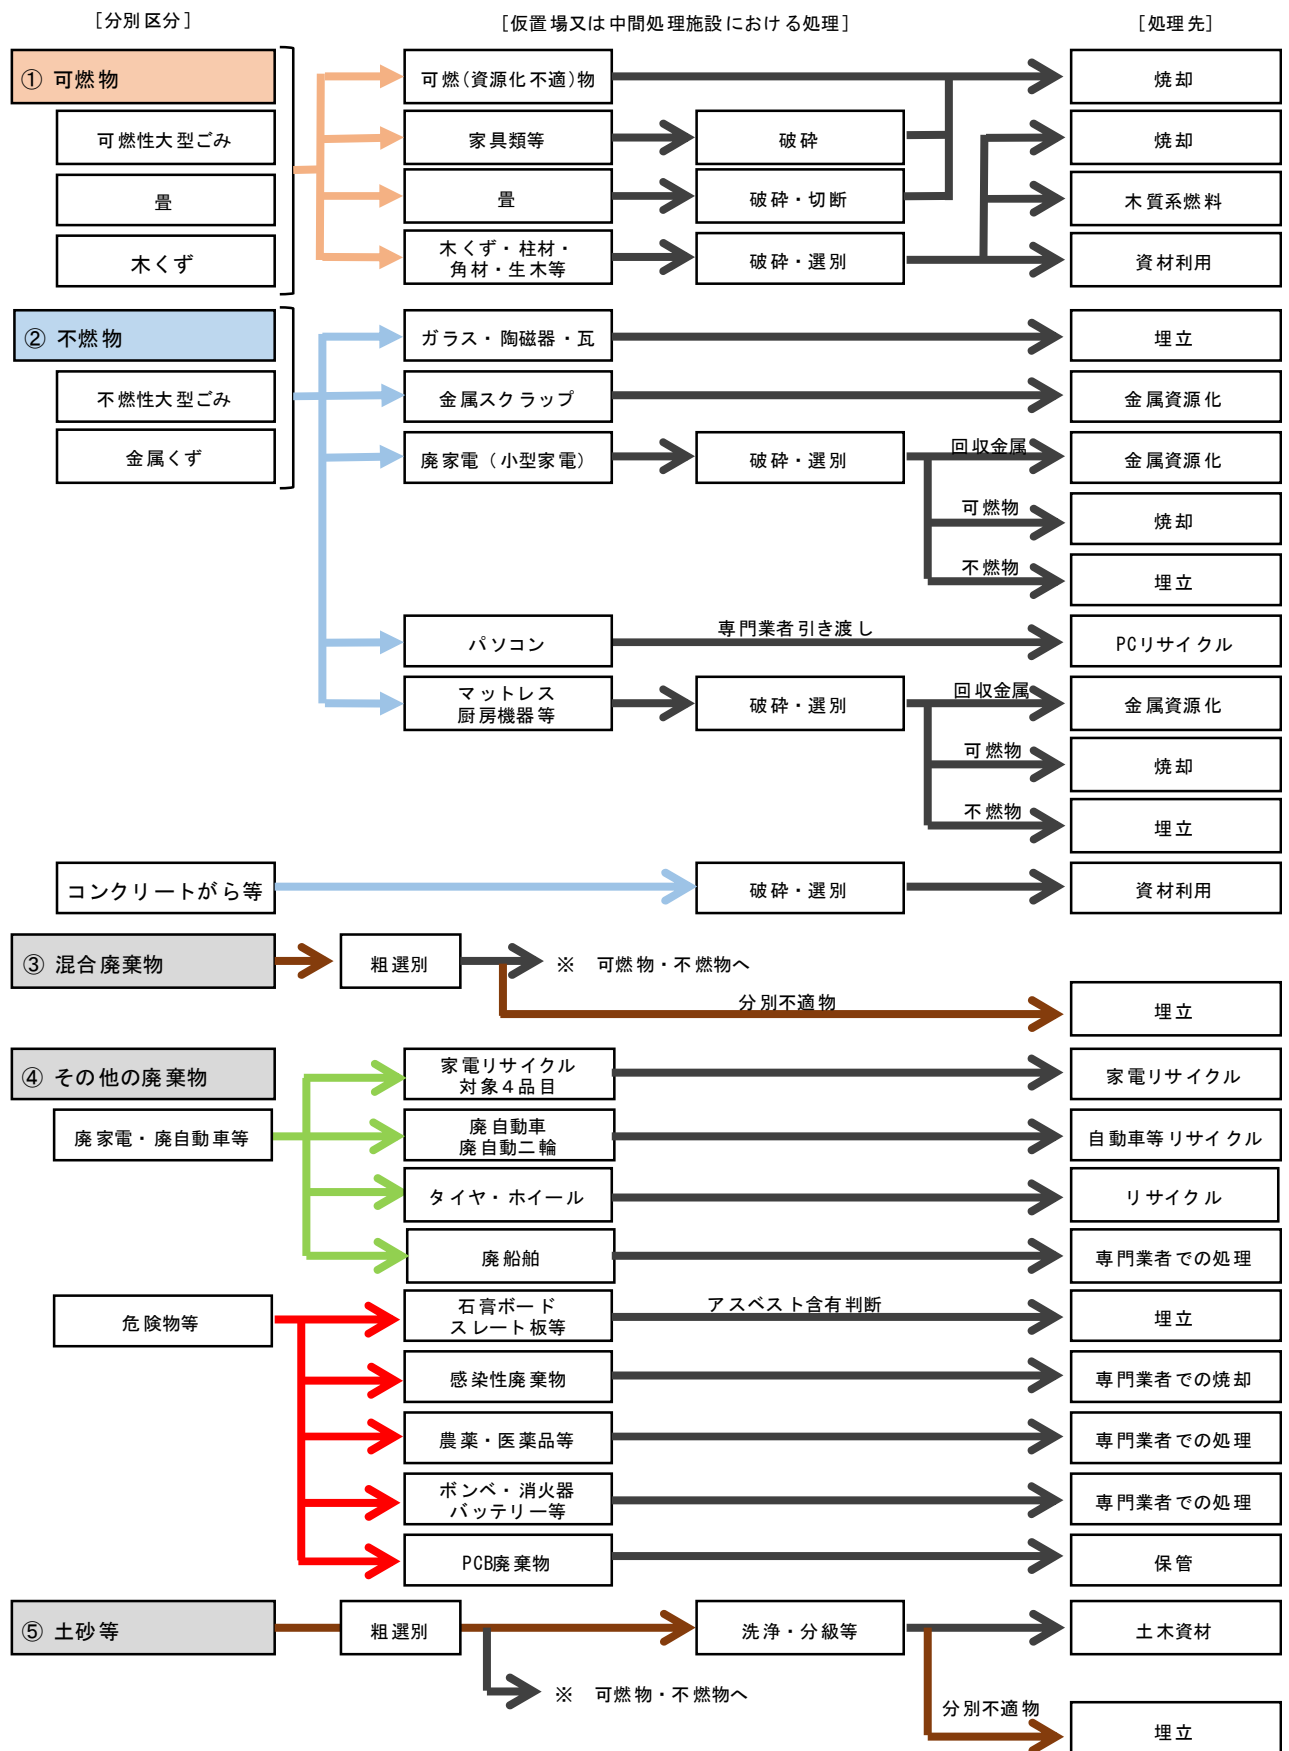 ［分別区分］
［仮置場又は中間処理施設における処理］
［処理先］
① 可燃物
可燃（資源化不適）物
焼却
可燃性大型ごみ
家具類等
破砕
焼却
畳
畳
破砕・切断
木質系燃料
木くず
木くず・柱材・
角材・生木等
破砕・選別
資材利用
② 不燃物
ガラス・陶磁器・瓦
埋立
不燃性大型ごみ
金属スクラップ
金属資源化
金属くず
廃家電（小型家電）
破砕・選別
回収金属
金属資源化
可燃物
焼却
不燃物
埋立
パソコン
専門業者引き渡し
PCリサイクル
マットレス
厨房機器等
破砕・選別
回収金属
金属資源化
可燃物
焼却
不燃物
埋立
コンクリートがら等
破砕・選別
資材利用
③ 混合廃棄物
粗選別
※ 可燃物・不燃物へ
分別不適物
埋立
④ その他の廃棄物
家電リサイクル
対象４品目
家電リサイクル
廃家電・廃自動車等
廃自動車
廃自動二輪
自動車等リサイクル
タイヤ・ホイール
リサイクル
廃船舶
専門業者での処理
危険物等
石膏ボード
スレート板等
アスベスト含有判断
埋立
感染性廃棄物
専門業者での焼却
農薬・医薬品等
専門業者での処理
ボンベ・消火器
バッテリー等
専門業者での処理
PCB廃棄物
保管
⑤ 土砂等
粗選別
洗浄・分級等
土木資材
※ 可燃物・不燃物へ
分別不適物
埋立